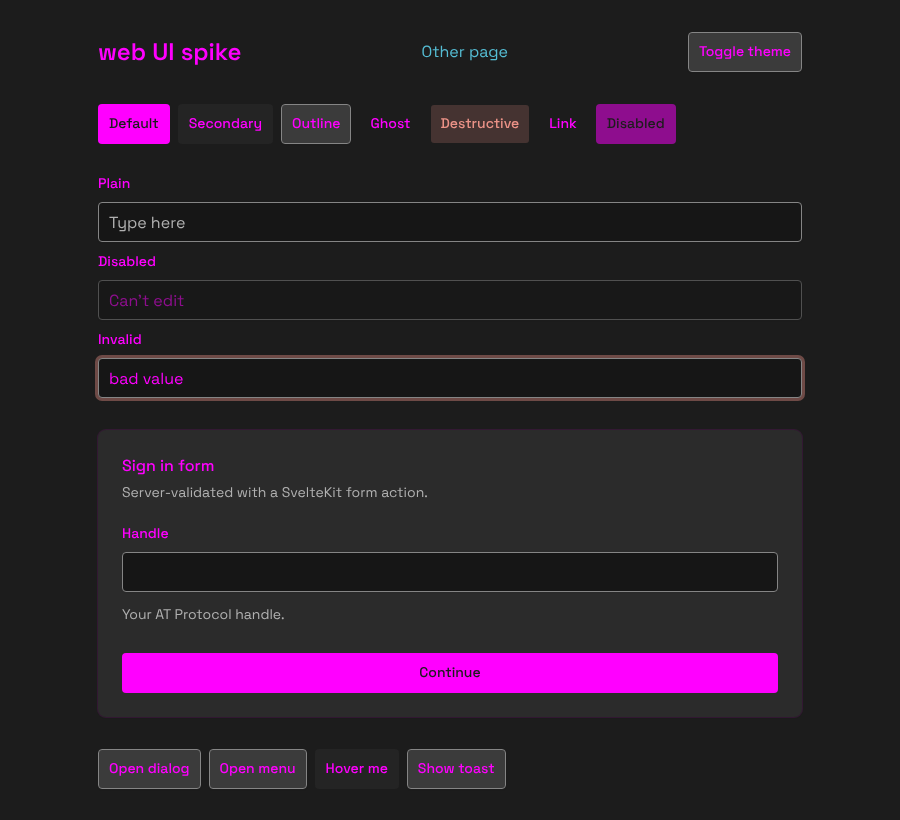 web UI spike
Other page
Toggle theme
Default
Secondary
Outline
Ghost
Destructive
Link
Disabled
Plain
Type here
Disabled
Can't edit
Invalid
bad value
Sign in form
Server-validated with a SvelteKit form action.
Handle
Your AT Protocol handle.
Continue
Open dialog
Open menu
Hover me
Show toast